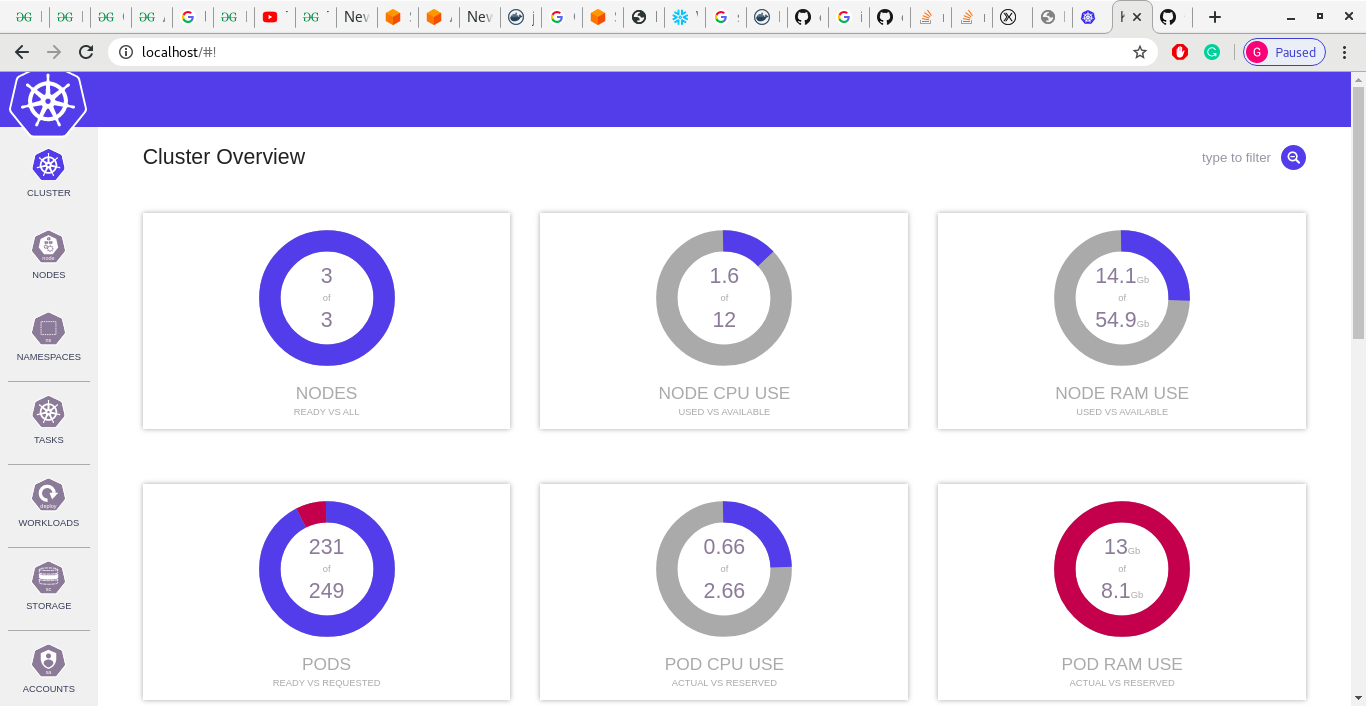 New
New
localhost/#!
Paused
Cluster Overview
type to filter
CLUSTER
node
NODES
ns
NAMESPACES
TASKS
deploy
WORKLOADS
sc
STORAGE
sa
ACCOUNTS
3
of
3
NODES
READY VS ALL
1.6
of
12
NODE CPU USE
USED VS AVAILABLE
14.1Gb
of
54.9Gb
NODE RAM USE
USED VS AVAILABLE
231
of
249
PODS
READY VS REQUESTED
0.66
of
2.66
POD CPU USE
ACTUAL VS RESERVED
13Gb
of
8.1Gb
POD RAM USE
ACTUAL VS RESERVED